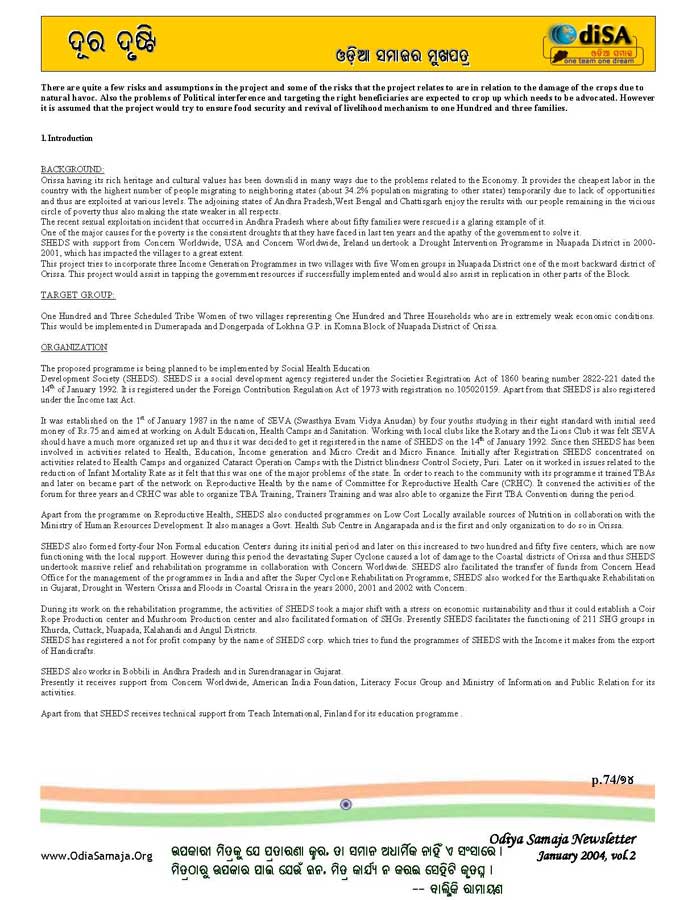 ଦୂର ଦୃଷ୍ଟି
ଓଡ଼ିଆ ସମାଜର ମୁଖପତ୍ର
OdiSA
ଓଡ଼ିଆ ସମାଜ
one team one dream
There are quite a few risks and assumptions in the project and some of the risks that the project relates to are in relation to the damage of the crops due to
natural havoc. Also the problems of Political interference and targeting the right beneficiaries are expected to crop up which needs to be advocated. However
it is assumed that the project would try to ensure food security and revival of livelihood mechanism to one Hundred and three families.
I. Introduction
BACKGROUND:
Orissa having its rich heritage and cultural values has been downslid in many ways due to the problems related to the Economy. It provides the cheapest labor in the
country with the highest number of people migrating to neighboring states (about 34.2% population migrating to other states) temporarily due to lack of opportunities
and thus are exploited at various levels. The adjoining states of Andhra Pradesh,West Bengal and Chattisgarh enjoy the results with our people remaining in the vicious
circle of poverty thus also making the state weaker in all respects.
The recent sexual exploitation incident that occurred in Andhra Pradesh where about fifty families were rescued is a glaring example of it.
One of the major causes for the poverty is the consistent droughts that they have faced in last ten years and the apathy of the government to solve it.
SHEDS with support from Concern Worldwide, USA and Concern Worldwide, Ireland undertook a Drought Intervention Programme in Nuapada District in 2000-
2001, which has impacted the villages to a great extent.
This project tries to incorporate three Income Generation Programmes in two villages with five Women groups in Nuapada District one of the most backward district of
Orissa. This project would assist in tapping the government resources if successfully implemented and would also assist in replication in other parts of the Block.
TARGET GROUP:
One Hundred and Three Scheduled Tribe Women of two villages representing One Hundred and Three Households who are in extremely weak economic conditions.
This would be implemented in Dumerapada and Dongerpada of Lokhna G.P. in Komna Block of Nuapada District of Orissa.
ORGANIZATION
The proposed programme is being planned to be implemented by Social Health Education
Development Society (SHEDS). SHEDS is a social development agency registered under the Societies Registration Act of 1860 bearing number 2822-221 dated the
14th of January 1992. It is registered under the Foreign Contribution Regulation Act of 1973 with registration no.105020159. Apart from that SHEDS is also registered
under the Income tax Act.
It was established on the 1st of January 1987 in the name of SEVA (Swasthya Evam Vidya Anudan) by four youths studying in their eight standard with initial seed
money of Rs.75 and aimed at working on Adult Education, Health Camps and Sanitation. Working with local clubs like the Rotary and the Lions Club it was felt SEVA
should have a much more organized set up and thus it was decided to get it registered in the name of SHEDS on the 14th of January 1992. Since then SHEDS has been
involved in activities related to Health, Education, Income generation and Micro Credit and Micro Finance. Initially after Registration SHEDS concentrated on
activities related to Health Camps and organized Cataract Operation Camps with the District blindness Control Society, Puri. Later on it worked in issues related to the
reduction of Infant Mortality Rate as it felt that this was one of the major problems of the state. In order to reach to the community with its programme it trained TBAs
and later on became part of the network on Reproductive Health by the name of Committee for Reproductive Health Care (CRHC). It convened the activities of the
forum for three years and CRHC was able to organize TBA Training, Trainers Training and was also able to organize the First TBA Convention during the period.
Apart from the programme on Reproductive Health, SHEDS also conducted programmes on Low Cost Locally available sources of Nutrition in collaboration with the
Ministry of Human Resources Development. It also manages a Govt. Health Sub Centre in Angarapada and is the first and only organization to do so in Orissa.
SHEDS also formed forty-four Non Formal education Centers during its initial period and later on this increased to two hundred and fifty five centers, which are now
functioning with the local support. However during this period the devastating Super Cyclone caused a lot of damage to the Coastal districts of Orissa and thus SHEDS
undertook massive relief and rehabilitation programme in collaboration with Concern Worldwide. SHEDS also facilitated the transfer of funds from Concern Head
Office for the management of the programmes in India and after the Super Cyclone Rehabilitation Programme, SHEDS also worked for the Earthquake Rehabilitation
in Gujarat, Drought in Western Orissa and Floods in Coastal Orissa in the years 2000, 2001 and 2002 with Concern.
During its work on the rehabilitation programme, the activities of SHEDS took a major shift with a stress on economic sustainability and thus it could establish a Coir
Rope Production center and Mushroom Production center and also facilitated formation of SHGs. Presently SHEDS facilitates the functioning of 211 SHG groups in
Khurda, Cuttack, Nuapada, Kalahandi and Angul Districts.
SHEDS has registered a not for profit company by the name of SHEDS corp. which tries to fund the programmes of SHEDS with the Income it makes from the export
of Handicrafts.
SHEDS also works in Bobbili in Andhra Pradesh and in Surendranagar in Gujarat.
Presently it receives support from Concern Worldwide, American India Foundation, Literacy Focus Group and Ministry of Information and Public Relation for its
activities.
Apart from that SHEDS receives technical support from Teach International, Finland for its education programme .
p.74/୭୪
Odiya Samaja Newsletter
January 2004, vol.2
www.OdiaSamaja.Org
ଉପକାରୀ ମିତ୍ରକୁ ଯେ ପ୍ରତାରଣା କୂର, ତା ସମାନ ଅଧାର୍ମିକ ନାହିଁ ଏ ସଂସାରେ ।
ମିତ୍ରଠାରୁ ଉପକାର ପାଇ ଯେଉଁ ଜନ, ମିତ୍ର କାର୍ଯ୍ୟ ନ କରଇ ସେହିଟି କୃତଘ୍ନ ।
-- ବାଲ୍ମିକି ରାମାୟଣ